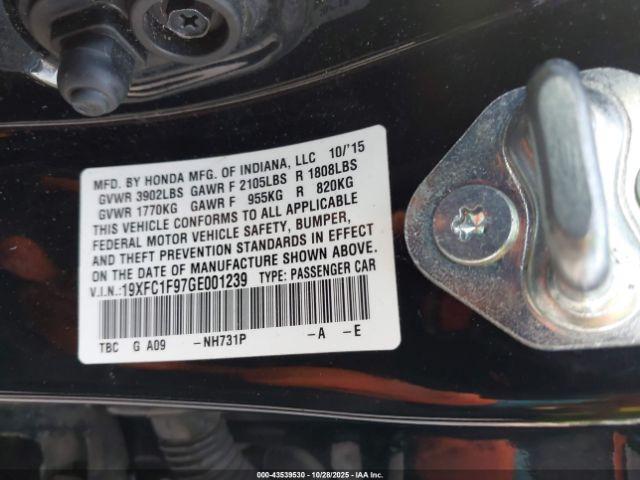 MFD. BY HONDA MFG. OF INDIANA, LLC 10/'15
GVWR 3902LBS GAWR F 2105LBS R 1808LBS
GVWR 1770KG GAWR F 955KG R 820KG
THIS VEHICLE CONFORMS TO ALL APPLICABLE
FEDERAL MOTOR VEHICLE SAFETY, BUMPER,
AND THEFT PREVENTION STANDARDS IN EFFECT
ON THE DATE OF MANUFACTURE SHOWN ABOVE.
V.I.N.:19XFC1F97GE001239 TYPE: PASSENGER CAR
TBC G A09 -NH731P -A -E
000-43539530 | 10/28/2025 - IAA Inc.